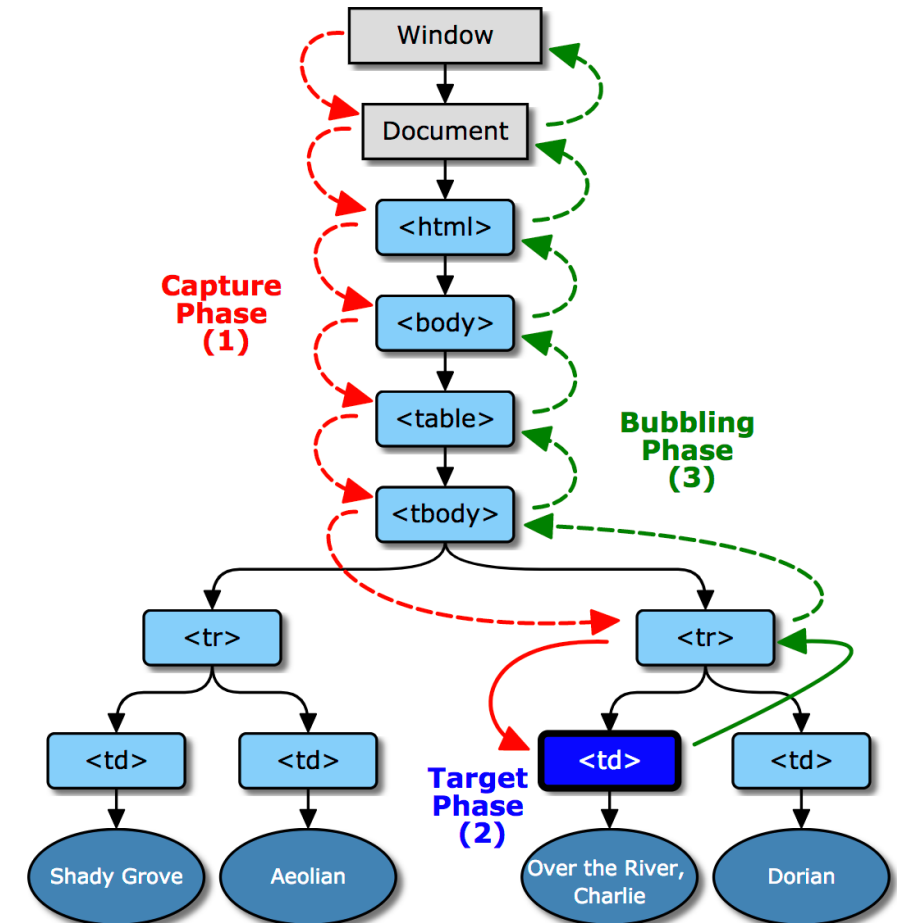 Window
Document
<html>
Capture
Phase
(1)
<body>
<table>
Bubbling
Phase
(3)
<tbody>
<tr>
<tr>
<td>
<td>
<td>
<td>
Target
Phase
(2)
Shady Grove
Aeolian
Over the River,
Charlie
Dorian